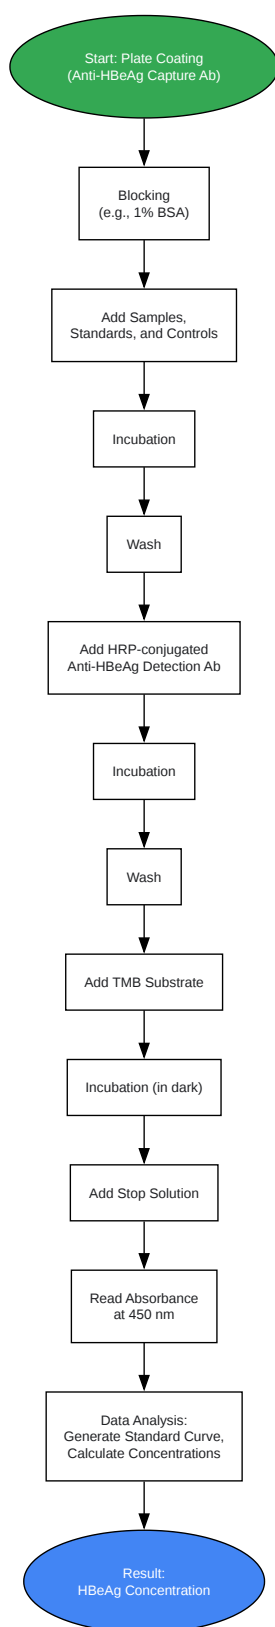 Start: Plate Coating
(Anti-HBeAg Capture Ab)
Blocking
(e.g., 1% BSA)
Add Samples,
Standards, and Controls
Incubation
Wash
Add HRP-conjugated
Anti-HBeAg Detection Ab
Incubation
Wash
Add TMB Substrate
Incubation (in dark)
Add Stop Solution
Read Absorbance
at 450 nm
Data Analysis:
Generate Standard Curve,
Calculate Concentrations
Result:
HBeAg Concentration